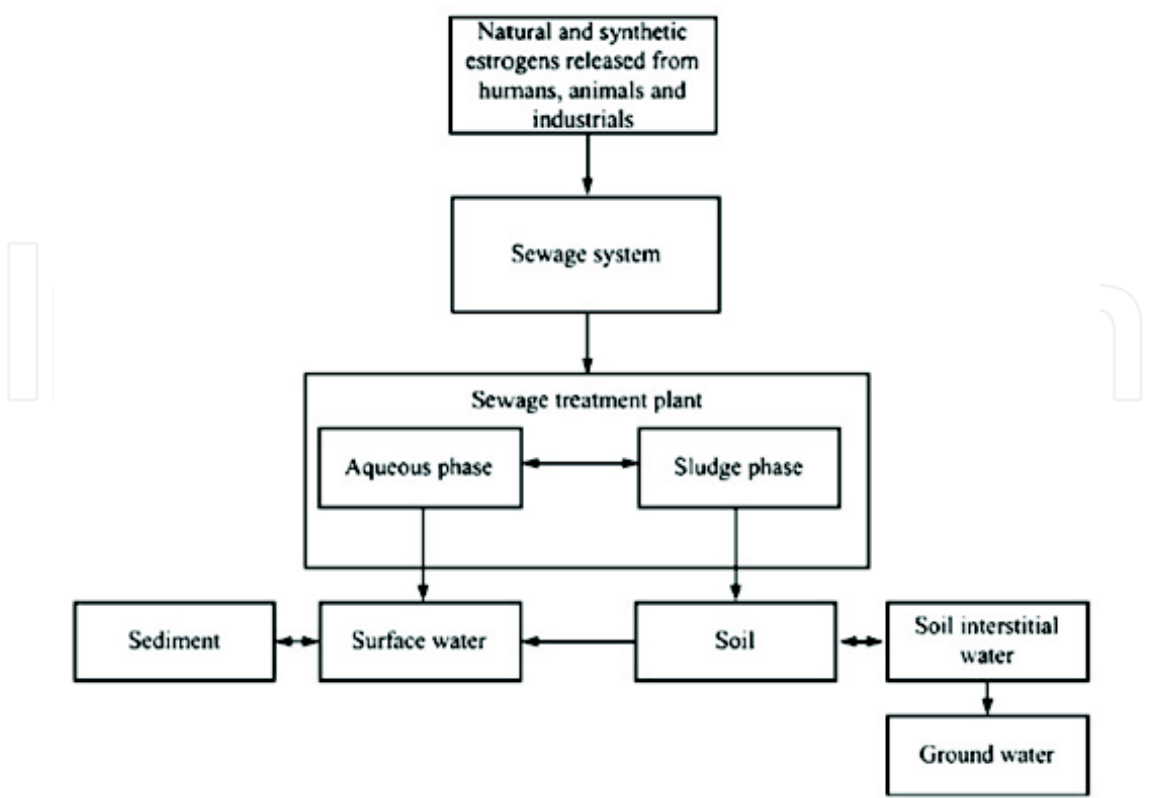 Natural and synthetic
estrogens released from
humans, animals and
industrials
Sewage system
Sewage treatment plant
Aqueous phase
Sludge phase
Sediment
Surface water
Soil
Soil interstitial
water
Ground water